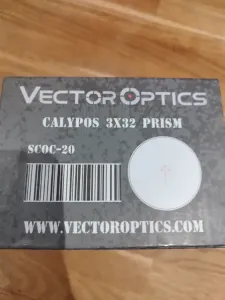 VECTOR OPTICS
CALYPOS 3X32 PRISM
SCOC-20
WWW.VECTOROPTICS.COM